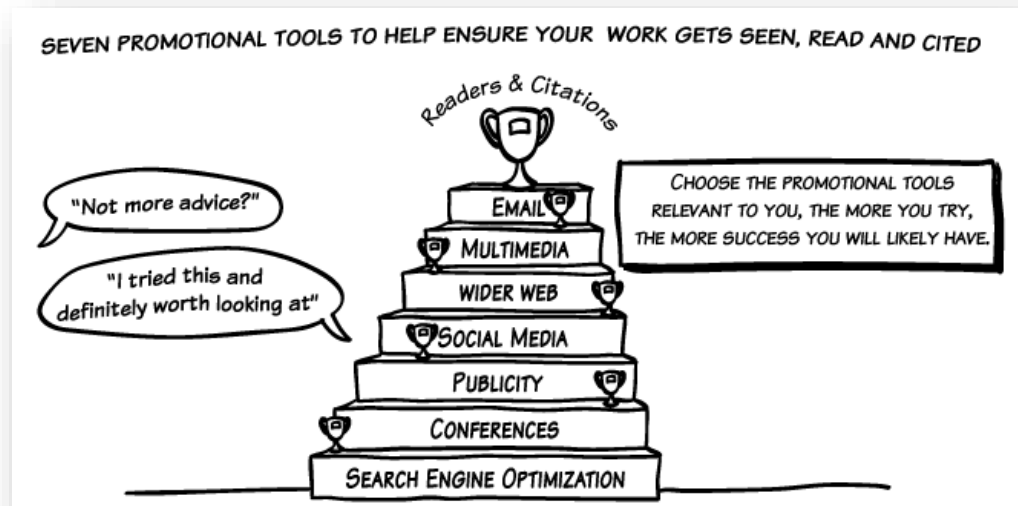 SEVEN PROMOTIONAL TOOLS TO HELP ENSURE YOUR WORK GETS SEEN, READ AND CITED
Readers & Citations
"Not more advice?"
"I tried this and
definitely worth looking at"
CHOOSE THE PROMOTIONAL TOOLS
RELEVANT TO YOU, THE MORE YOU TRY,
THE MORE SUCCESS YOU WILL LIKELY HAVE.
EMAIL
MULTIMEDIA
WIDER WEB
SOCIAL MEDIA
PUBLICITY
CONFERENCES
SEARCH ENGINE OPTIMIZATION